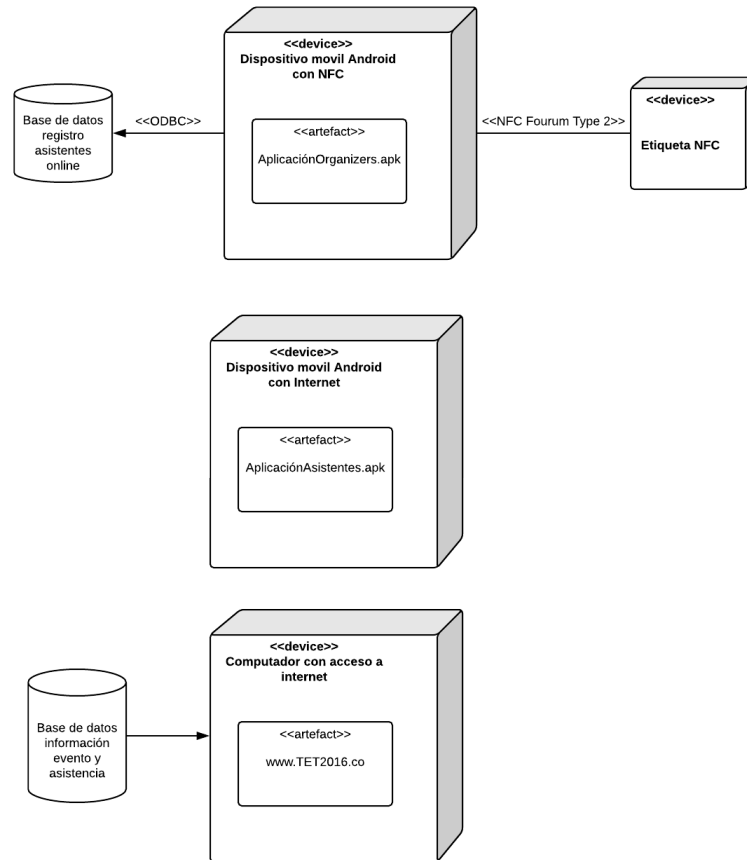 <<device>>
Dispositivo movil Android
con NFC
<<artefact>>
AplicaciónOrganizers.apk
Base de datos
registro
asistentes
online
<<ODBC>>
<<NFC Fourum Type 2>>
<<device>>
Etiqueta NFC
<<device>>
Dispositivo movil Android
con Internet
<<artefact>>
AplicaciónAsistentes.apk
<<device>>
Computador con acceso a
internet
<<artefact>>
www.TET2016.co
Base de datos
información
evento y
asistencia